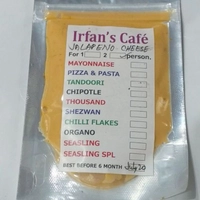 Irfan's Café
JALAPENO CHEESE
For 1 2 person.
MAYONNAISE
PIZZA & PASTA
TANDOORI
CHIPOTLE
THOUSAND
SHEZWAN
CHILLI FLAKES
ORGANO
SEASLING
SEASLING SPL
BEST BEFORE 6 MONTH